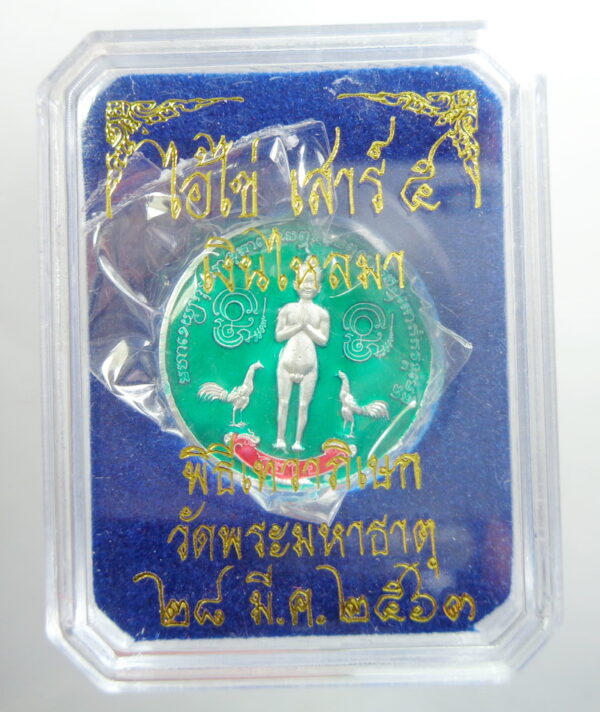 ไอ้ไข่ เสาร์ ๕
เงินไหลมา
พิธีเทวาภิเษก
วัดพระมหาธาตุ
๒๘ มี.ค. ๒๕๖๓